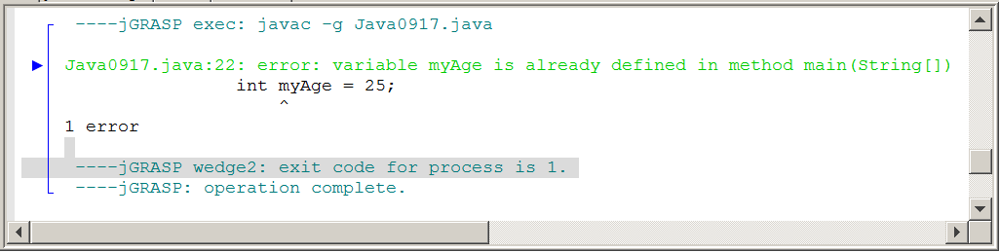 ----jGRASP exec: javac -g Java0917.java
Java0917.java:22: error: variable myAge is already defined in method main(String[])
int myAge = 25;
^
1 error
----jGRASP wedge2: exit code for process is 1.
----jGRASP: operation complete.